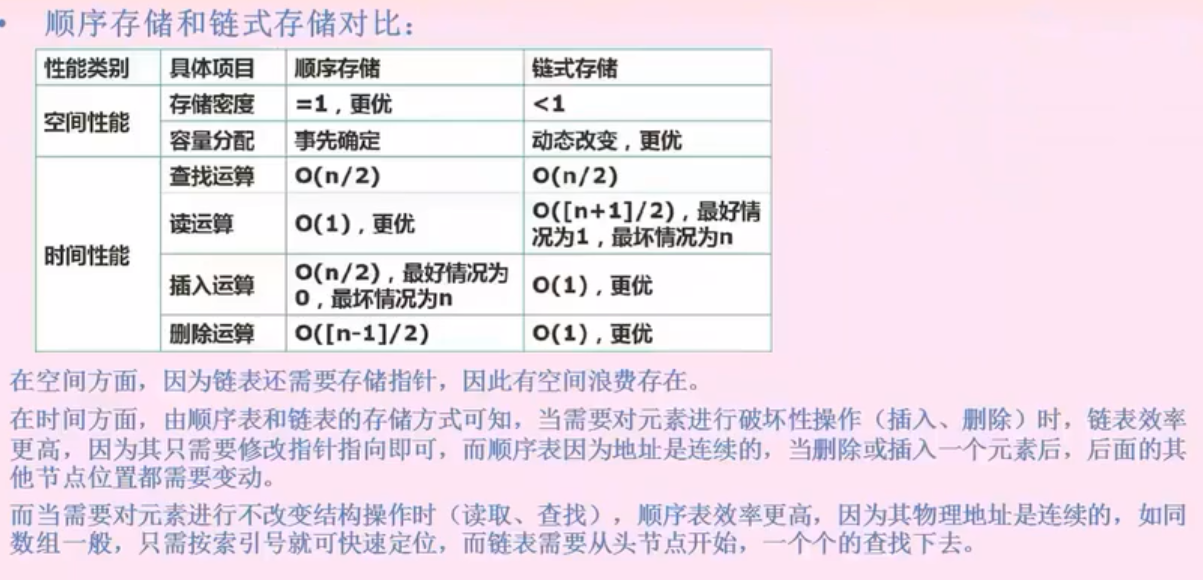 • 顺序存储和链式存储对比：
性能类别 具体项目 顺序存储 链式存储
空间性能 存储密度 =1，更优 <1
容量分配 事先确定 动态改变，更优
时间性能 查找运算 O(n/2) O(n/2)
读运算 O(1)，更优 O([n+1]/2)，最好情
况为1，最坏情况为n
插入运算 O(n/2)，最好情况为
0，最坏情况为n O(1)，更优
删除运算 O([n-1]/2) O(1)，更优
在空间方面，因为链表还需要存储指针，因此有空间浪费存在。
在时间方面，由顺序表和链表的存储方式可知，当需要对元素进行破坏性操作（插入、删除）时，链表效率
更高，因为其只需要修改指针指向即可，而顺序表因为地址是连续的，当删除或插入一个元素后，后面的其
他节点位置都需要变动。
而当需要对元素进行不改变结构操作时（读取、查找），顺序表效率更高，因为其物理地址是连续的，如同
数组一般，只需按索引号就可快速定位，而链表需要从头节点开始，一个个的查找下去。